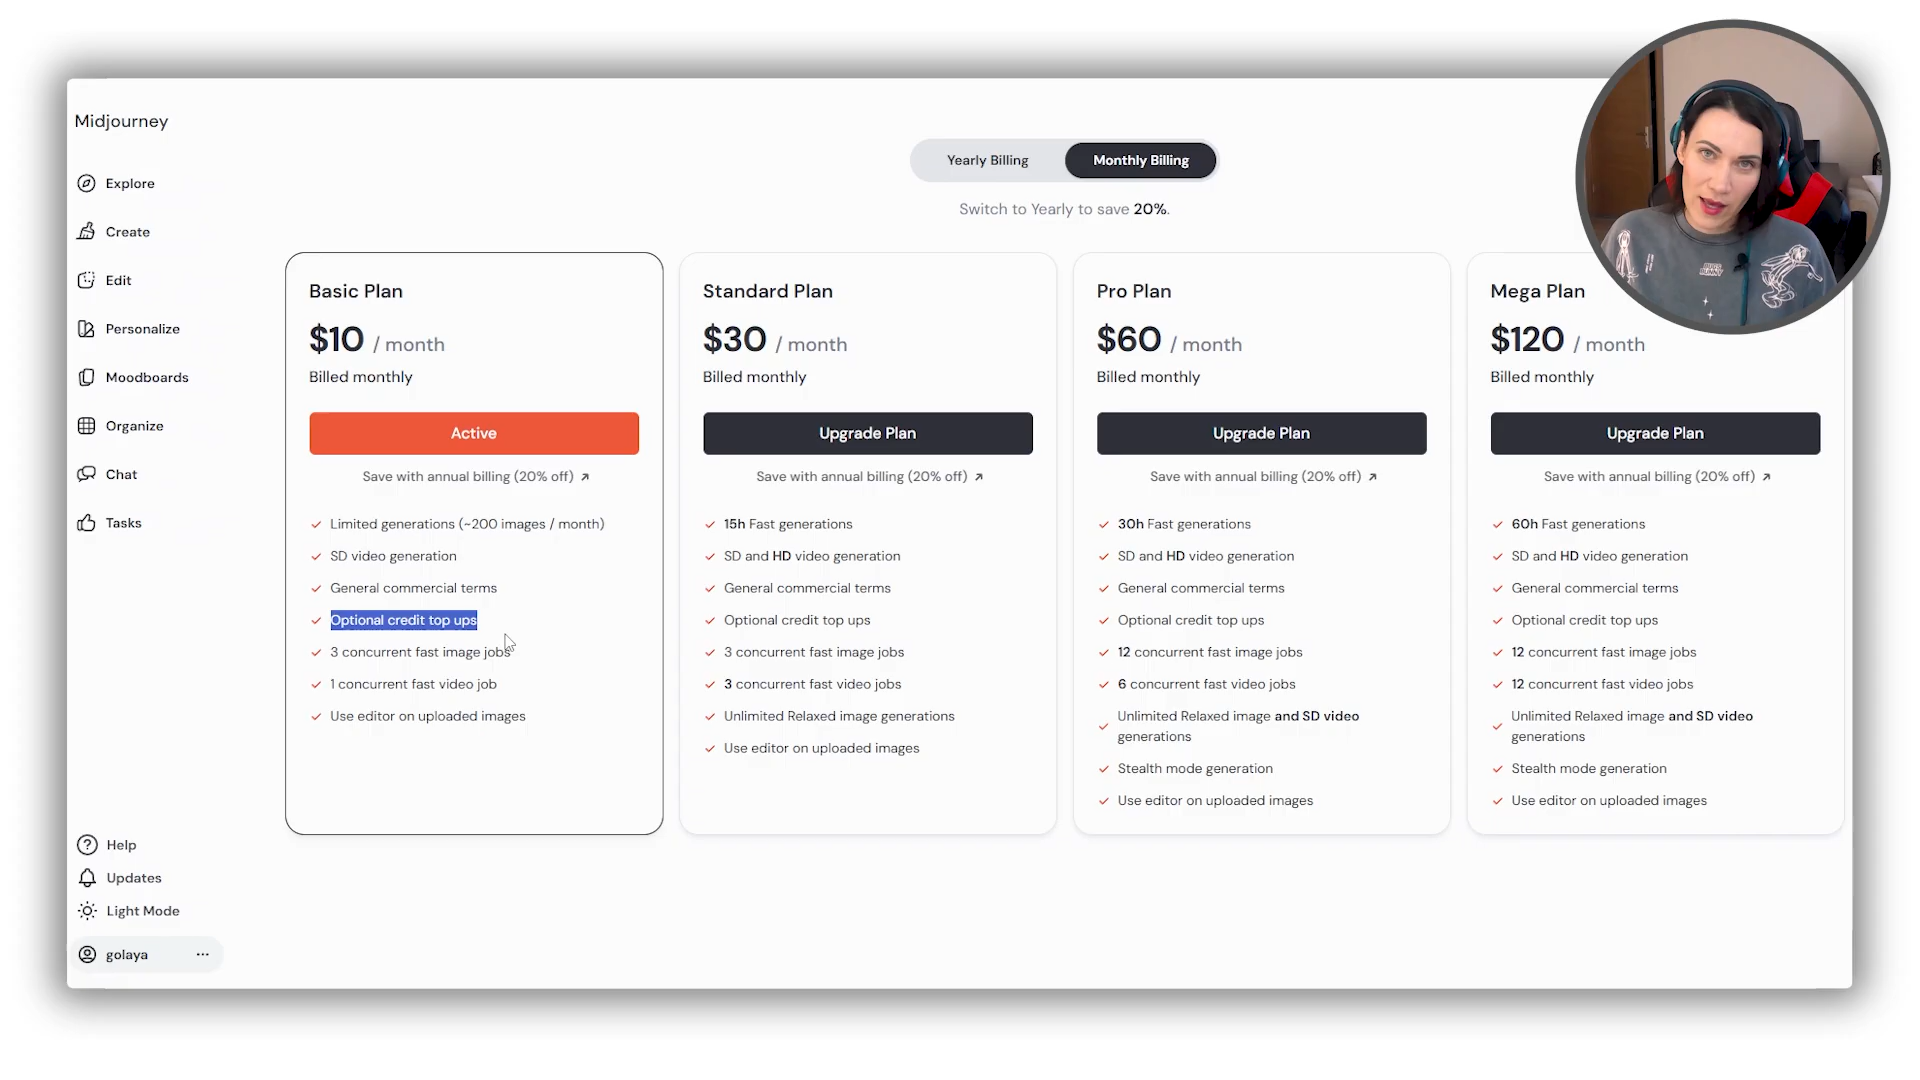 Midjourney
Explore
Create
Edit
Personalize
Moodboards
Organize
Chat
Tasks
Help
Updates
Light Mode
golaya
Yearly Billing
Monthly Billing
Switch to Yearly to save 20%.
Basic Plan
$10 / month
Billed monthly
Active
Save with annual billing (20% off) ↗
Limited generations (~200 images / month)
SD video generation
General commercial terms
Optional credit top ups
3 concurrent fast image jobs
1 concurrent fast video job
Use editor on uploaded images
Standard Plan
$30 / month
Billed monthly
Upgrade Plan
Save with annual billing (20% off) ↗
15h Fast generations
SD and HD video generation
General commercial terms
Optional credit top ups
3 concurrent fast image jobs
3 concurrent fast video jobs
Unlimited Relaxed image generations
Use editor on uploaded images
Pro Plan
$60 / month
Billed monthly
Upgrade Plan
Save with annual billing (20% off) ↗
30h Fast generations
SD and HD video generation
General commercial terms
Optional credit top ups
12 concurrent fast image jobs
6 concurrent fast video jobs
Unlimited Relaxed image and SD video
generations
Stealth mode generation
Use editor on uploaded images
Mega Plan
$120 / month
Billed monthly
Upgrade Plan
Save with annual billing (20% off) ↗
60h Fast generations
SD and HD video generation
General commercial terms
Optional credit top ups
12 concurrent fast image jobs
12 concurrent fast video jobs
Unlimited Relaxed image and SD video
generations
Stealth mode generation
Use editor on uploaded images